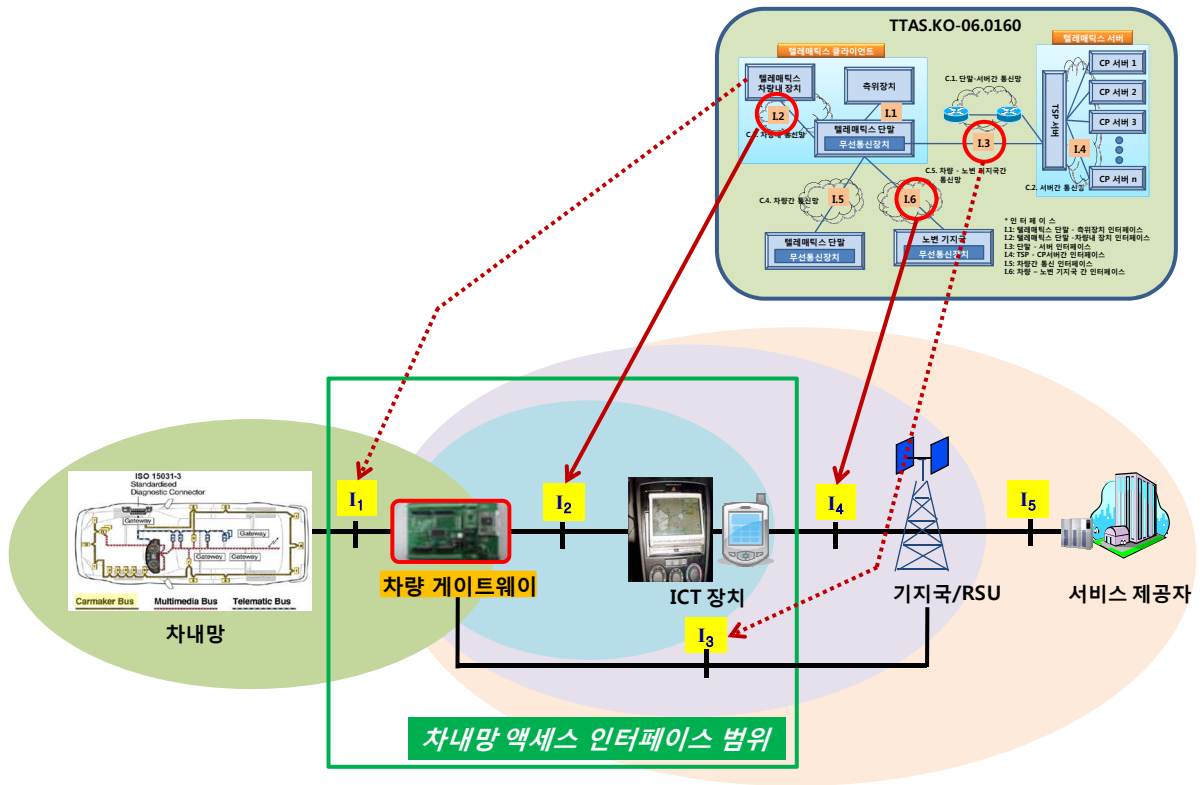 TTAS.KO-06.0160
텔레매틱스 클라이언트
텔레매틱스 서버
텔레매틱스
차량내 장치
측위장치
I.2
I.1
텔레매틱스 단말
무선통신장치
C.1. 단말-서버간 통신망
I.3
TSP 서버
CP 서버 1
CP 서버 2
CP 서버 3
CP 서버 n
I.4
C.2. 서버간 통신망
C.5. 차량 - 노변 기지국간
통신망
C.4. 차량간 통신망
I.5
I.6
텔레매틱스 단말
무선통신장치
노변 기지국
무선통신장치
* 인 터 페 이 스
I.1: 텔레매틱스 단말 - 측위장치 인터페이스
I.2: 텔레매틱스 단말 -차량내 장치 인터페이스
I.3: 단말 - 서버 인터페이스
I.4: TSP - CP서버간 인터페이스
I.5: 차량간 통신 인터페이스
I.6: 차량 – 노변 기지국 간 인터페이스
ISO 15031-3
Standardised
Diagnostic Connector
Gateway
Gateway
Gateway
Gateway
Carmaker Bus
Multimedia Bus
Telematic Bus
차내망
I1
차량 게이트웨이
I2
ICT 장치
I4
기지국/RSU
I5
서비스 제공자
I3
차내망 액세스 인터페이스 범위